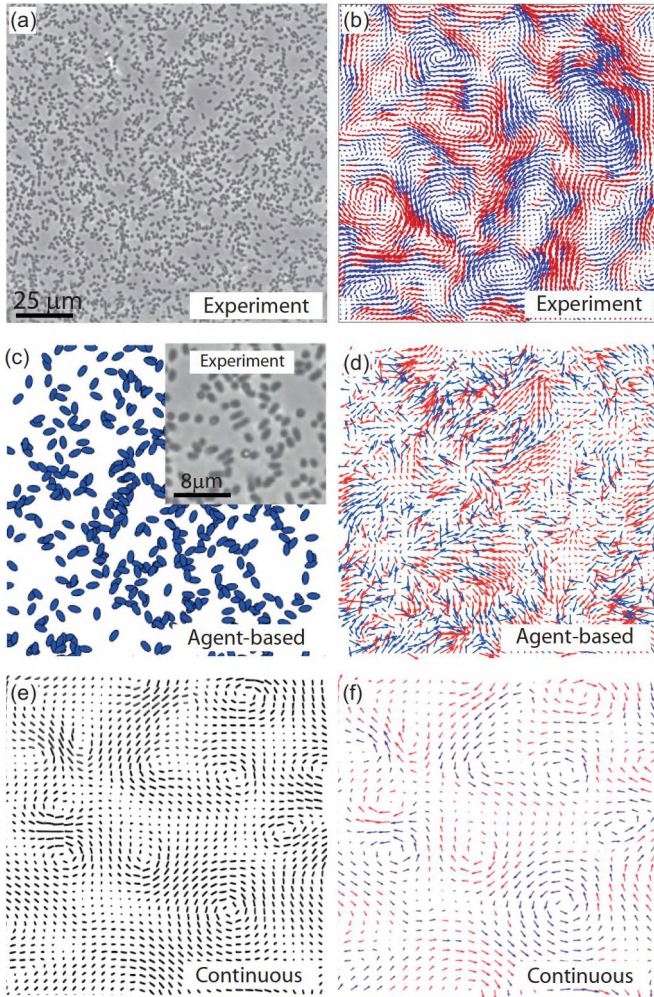 (a)
25 µm
Experiment
(b)
Experiment
(c)
Experiment
8µm
Agent-based
(d)
Agent-based
(e)
Continuous
(f)
Continuous